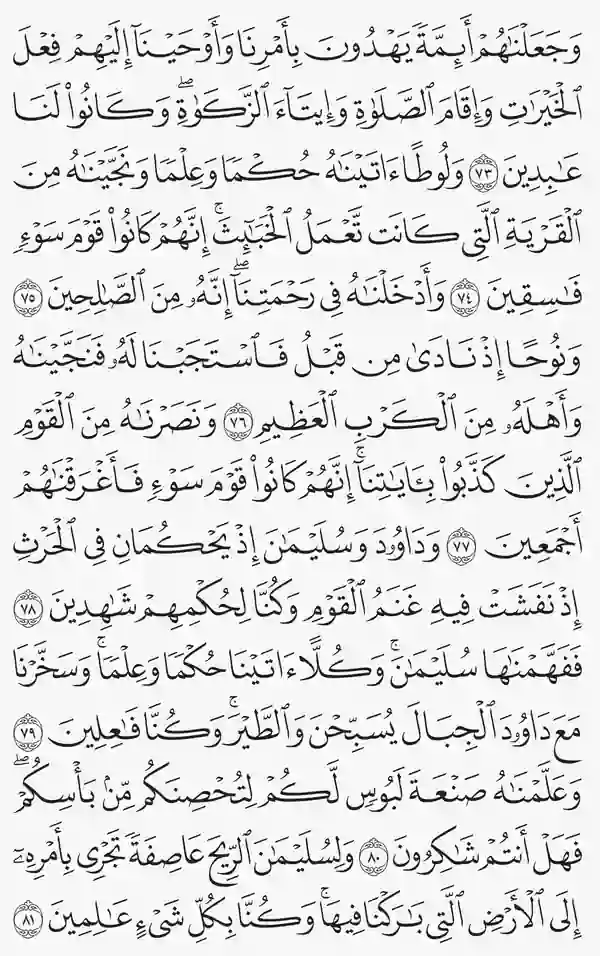 وَجَعَلْنَٰهُمْ أَئِمَّةً يَهْدُونَ بِأَمْرِنَا وَأَوْحَيْنَآ إِلَيْهِمْ فِعْلَ
ٱلْخَيْرَٰتِ وَإِقَامَ ٱلصَّلَوٰةِ وَإِيتَآءَ ٱلزَّكَوٰةِ ۖ وَكَانُوا۟ لَنَا
عَٰبِدِينَ ٧٣ وَلُوطًا ءَاتَيْنَٰهُ حُكْمًا وَعِلْمًا وَنَجَّيْنَٰهُ مِنَ
ٱلْقَرْيَةِ ٱلَّتِى كَانَت تَّعْمَلُ ٱلْخَبَٰٓئِثَ ۚ إِنَّهُمْ كَانُوا۟ قَوْمَ سَوْءٍ
فَٰسِقِينَ ٧٤ وَأَدْخَلْنَٰهُ فِى رَحْمَتِنَآ ۖ إِنَّهُۥ مِنَ ٱلصَّٰلِحِينَ ٧٥
وَنُوحًا إِذْ نَادَىٰ مِن قَبْلُ فَٱسْتَجَبْنَا لَهُۥ فَنَجَّيْنَٰهُ
وَأَهْلَهُۥ مِنَ ٱلْكَرْبِ ٱلْعَظِيمِ ٧٦ وَنَصَرْنَٰهُ مِنَ ٱلْقَوْمِ
ٱلَّذِينَ كَذَّبُوا۟ بِـَٔايَٰتِنَآ ۚ إِنَّهُمْ كَانُوا۟ قَوْمَ سَوْءٍ فَأَغْرَقْنَٰهُمْ
أَجْمَعِينَ ٧٧ وَدَاوُۥدَ وَسُلَيْمَٰنَ إِذْ يَحْكُمَانِ فِى ٱلْحَرْثِ
إِذْ نَفَشَتْ فِيهِ غَنَمُ ٱلْقَوْمِ وَكُنَّا لِحُكْمِهِمْ شَٰهِدِينَ ٧٨
فَفَهَّمْنَٰهَا سُلَيْمَٰنَ ۚ وَكُلًّا ءَاتَيْنَا حُكْمًا وَعِلْمًا ۚ وَسَخَّرْنَا
مَعَ دَاوُۥدَ ٱلْجِبَالَ يُسَبِّحْنَ وَٱلطَّيْرَ ۚ وَكُنَّا فَٰعِلِينَ ٧٩
وَعَلَّمْنَٰهُ صَنْعَةَ لَبُوسٍ لَّكُمْ لِتُحْصِنَكُم مِّنۢ بَأْسِكُمْ ۖ
فَهَلْ أَنتُمْ شَٰكِرُونَ ٨٠ وَلِسُلَيْمَٰنَ ٱلرِّيحَ عَاصِفَةً تَجْرِى بِأَمْرِهِۦٓ
إِلَى ٱلْأَرْضِ ٱلَّتِى بَٰرَكْنَا فِيهَا ۚ وَكُنَّا بِكُلِّ شَىْءٍ عَٰلِمِينَ ٨١